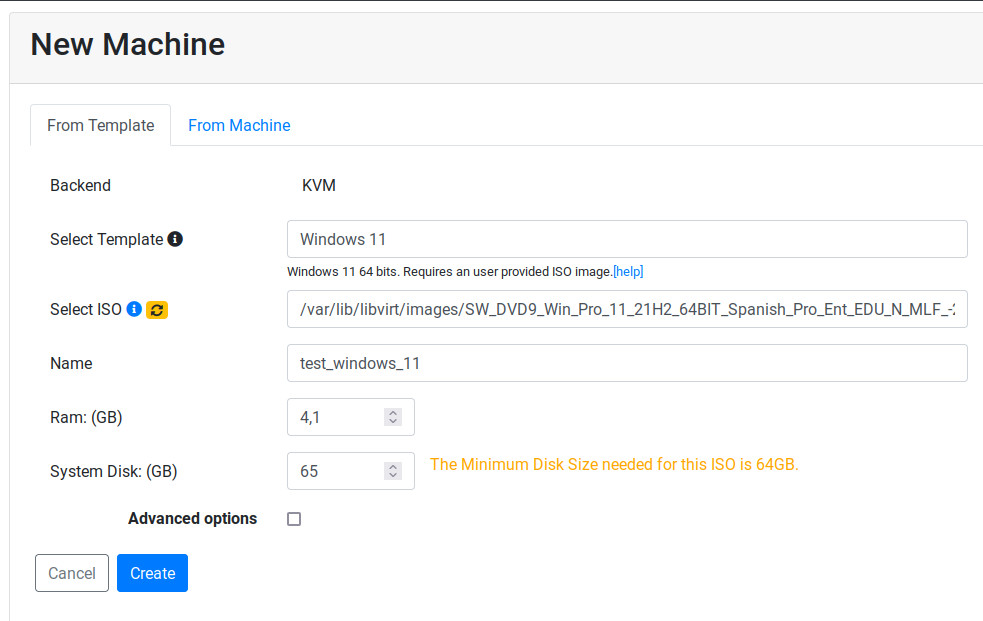 New Machine
From Template From Machine
Backend KVM
Select Template Windows 11
Windows 11 64 bits. Requires an user provided ISO image.[help]
Select ISO /var/lib/libvirt/images/SW_DVD9_Win_Pro_11_21H2_64BIT_Spanish_Pro_Ent_EDU_N_MLF_-
Name test_windows_11
Ram: (GB) 4,1
System Disk: (GB) 65 The Minimum Disk Size needed for this ISO is 64GB.
Advanced options
Cancel Create